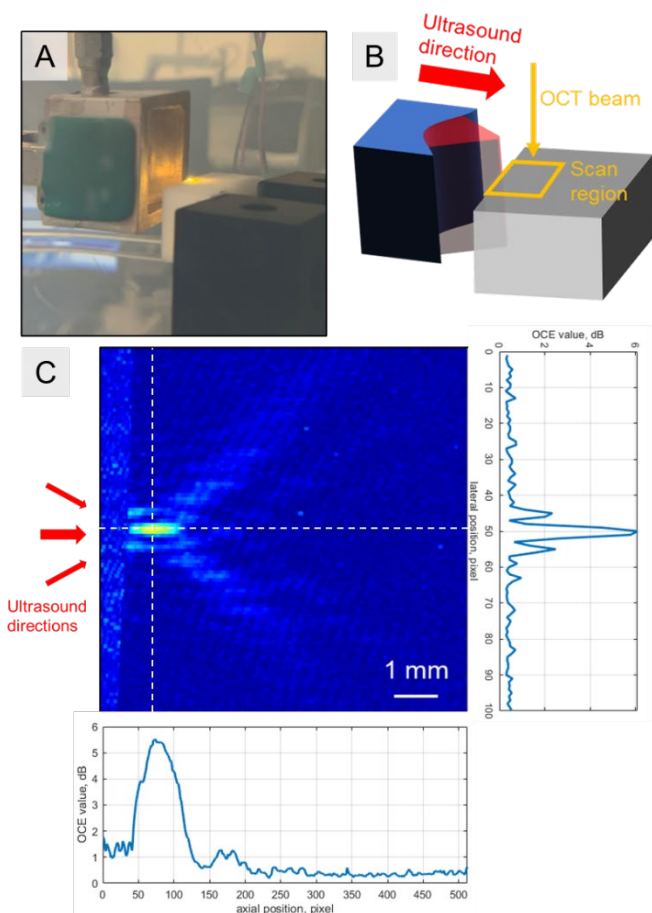 A
B
Ultrasound
direction
OCT beam
Scan
region
C
Ultrasound
directions
1 mm
OCE value, dB
0 2 4 6
lateral position, pixel
0
10
20
30
40
50
60
70
80
90
100
OCE value, dB
6
5
4
3
2
1
0
0 50 100 150 200 250 300 350 400 450 500
axial position, pixel